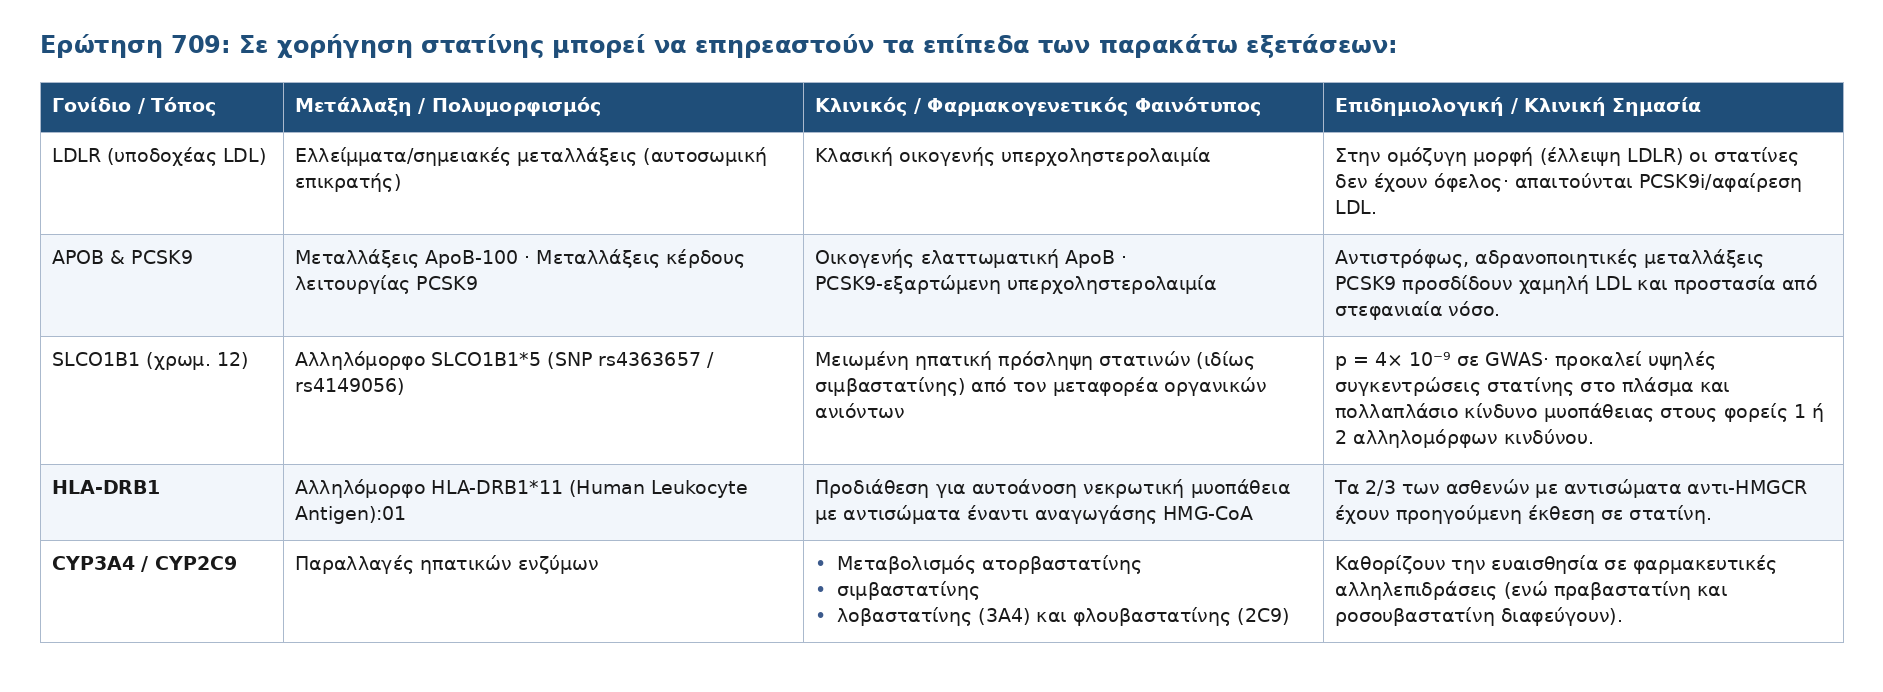 Ερώτηση 709: Σε χορήγηση στατίνης μπορεί να επηρεαστούν τα επίπεδα των παρακάτω εξετάσεων:
Γονίδιο / Τόπος
Μετάλλαξη / Πολυμορφισμός
Κλινικός / Φαρμακογενετικός Φαινότυπος
Επιδημιολογική / Κλινική Σημασία
LDLR (υποδοχέας LDL)
Ελλείμματα/σημειακές μεταλλάξεις (αυτοσωμική
επικρατής)
Κλασική οικογενής υπερχοληστερολαιμία
Στην ομόζυγη μορφή (έλλειψη LDLR) οι στατίνες
δεν έχουν όφελος· απαιτούνται PCSK9i/αφαίρεση
LDL.
APOB & PCSK9
Μεταλλάξεις ApoB-100 · Μεταλλάξεις κέρδους
λειτουργίας PCSK9
Οικογενής ελαττωματική ApoB ·
PCSK9-εξαρτώμενη υπερχοληστερολαιμία
Αντιστρόφως, αδρανοποιητικές μεταλλάξεις
PCSK9 προσδίδουν χαμηλή LDL και προστασία από
στεφανιαία νόσο.
SLCO1B1 (χρωμ. 12)
Αλληλόμορφο SLCO1B1*5 (SNP rs4363657 /
rs4149056)
Μειωμένη ηπατική πρόσληψη στατινών (ιδίως
σιμβαστατίνης) από τον μεταφορέα οργανικών
ανιόντων
p = 4× 10⁻⁹ σε GWAS· προκαλεί υψηλές
συγκεντρώσεις στατίνης στο πλάσμα και
πολλαπλάσιο κίνδυνο μυοπάθειας στους φορείς 1 ή
2 αλληλομόρφων κινδύνου.
HLA-DRB1
Αλληλόμορφο HLA-DRB1*11 (Human Leukocyte
Antigen):01
Προδιάθεση για αυτοάνοση νεκρωτική μυοπάθεια
με αντισώματα έναντι αναγωγάσης HMG-CoA
Τα 2/3 των ασθενών με αντισώματα αντι-HMGCR
έχουν προηγούμενη έκθεση σε στατίνη.
CYP3A4 / CYP2C9
Παραλλαγές ηπατικών ενζύμων
• Μεταβολισμός ατορβαστατίνης
• σιμβαστατίνης
• λοβαστατίνης (3A4) και φλουβαστατίνης (2C9)
Καθορίζουν την ευαισθησία σε φαρμακευτικές
αλληλεπιδράσεις (ενώ πραβαστατίνη και
ροσουβαστατίνη διαφεύγουν).